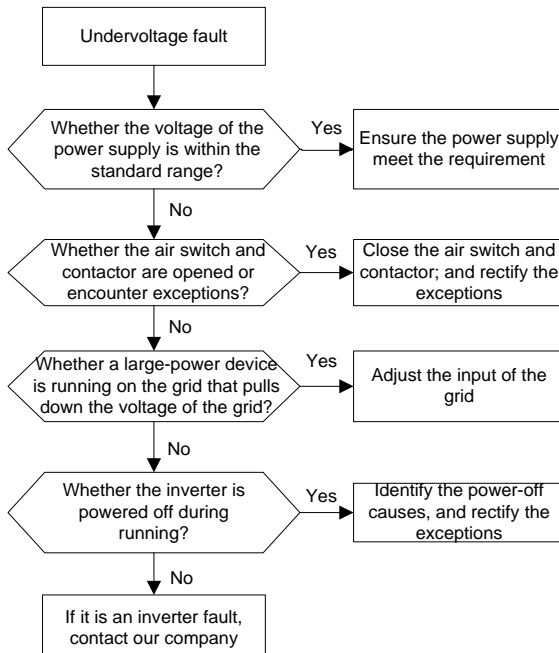 Undervoltage fault
Whether the voltage of the
power supply is within the
standard range?
Yes
Ensure the power supply
meet the requirement
No
Whether the air switch and
contactor are opened or
encounter exceptions?
Yes
Close the air switch and
contactor; and rectify the
exceptions
No
Whether a large-power device
is running on the grid that pulls
down the voltage of the grid?
Yes
Adjust the input of the
grid
No
Whether the inverter is
powered off during
running?
Yes
Identify the power-off
causes, and rectify the
exceptions
No
If it is an inverter fault,
contact our company